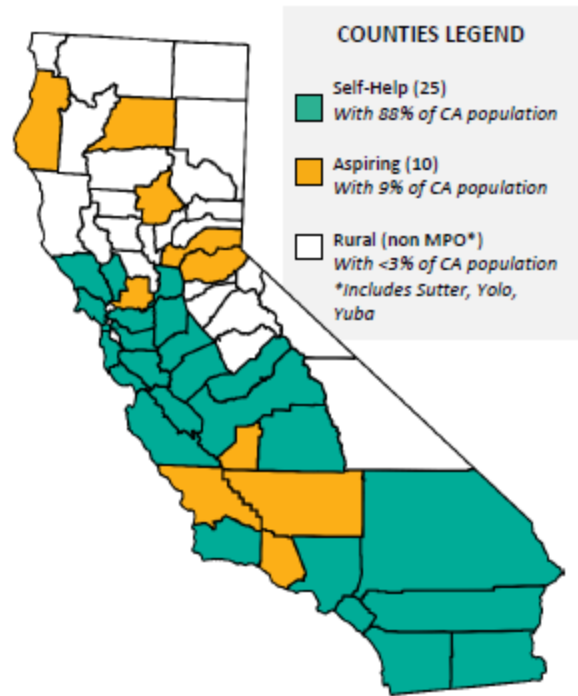 COUNTIES LEGEND
Self-Help (25)
With 88% of CA population
Aspiring (10)
With 9% of CA population
Rural (non MPO*)
With <3% of CA population
*Includes Sutter, Yolo,
Yuba